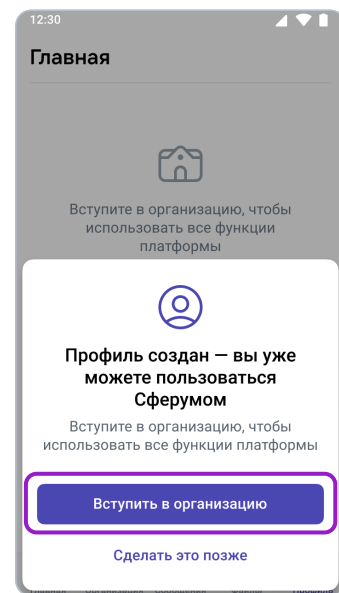 12:30
Главная
Вступите в организацию, чтобы
использовать все функции
платформы
Профиль создан — вы уже
можете пользоваться
Сферумом
Вступите в организацию, чтобы
использовать все функции платформы
Вступить в организацию
Сделать это позже